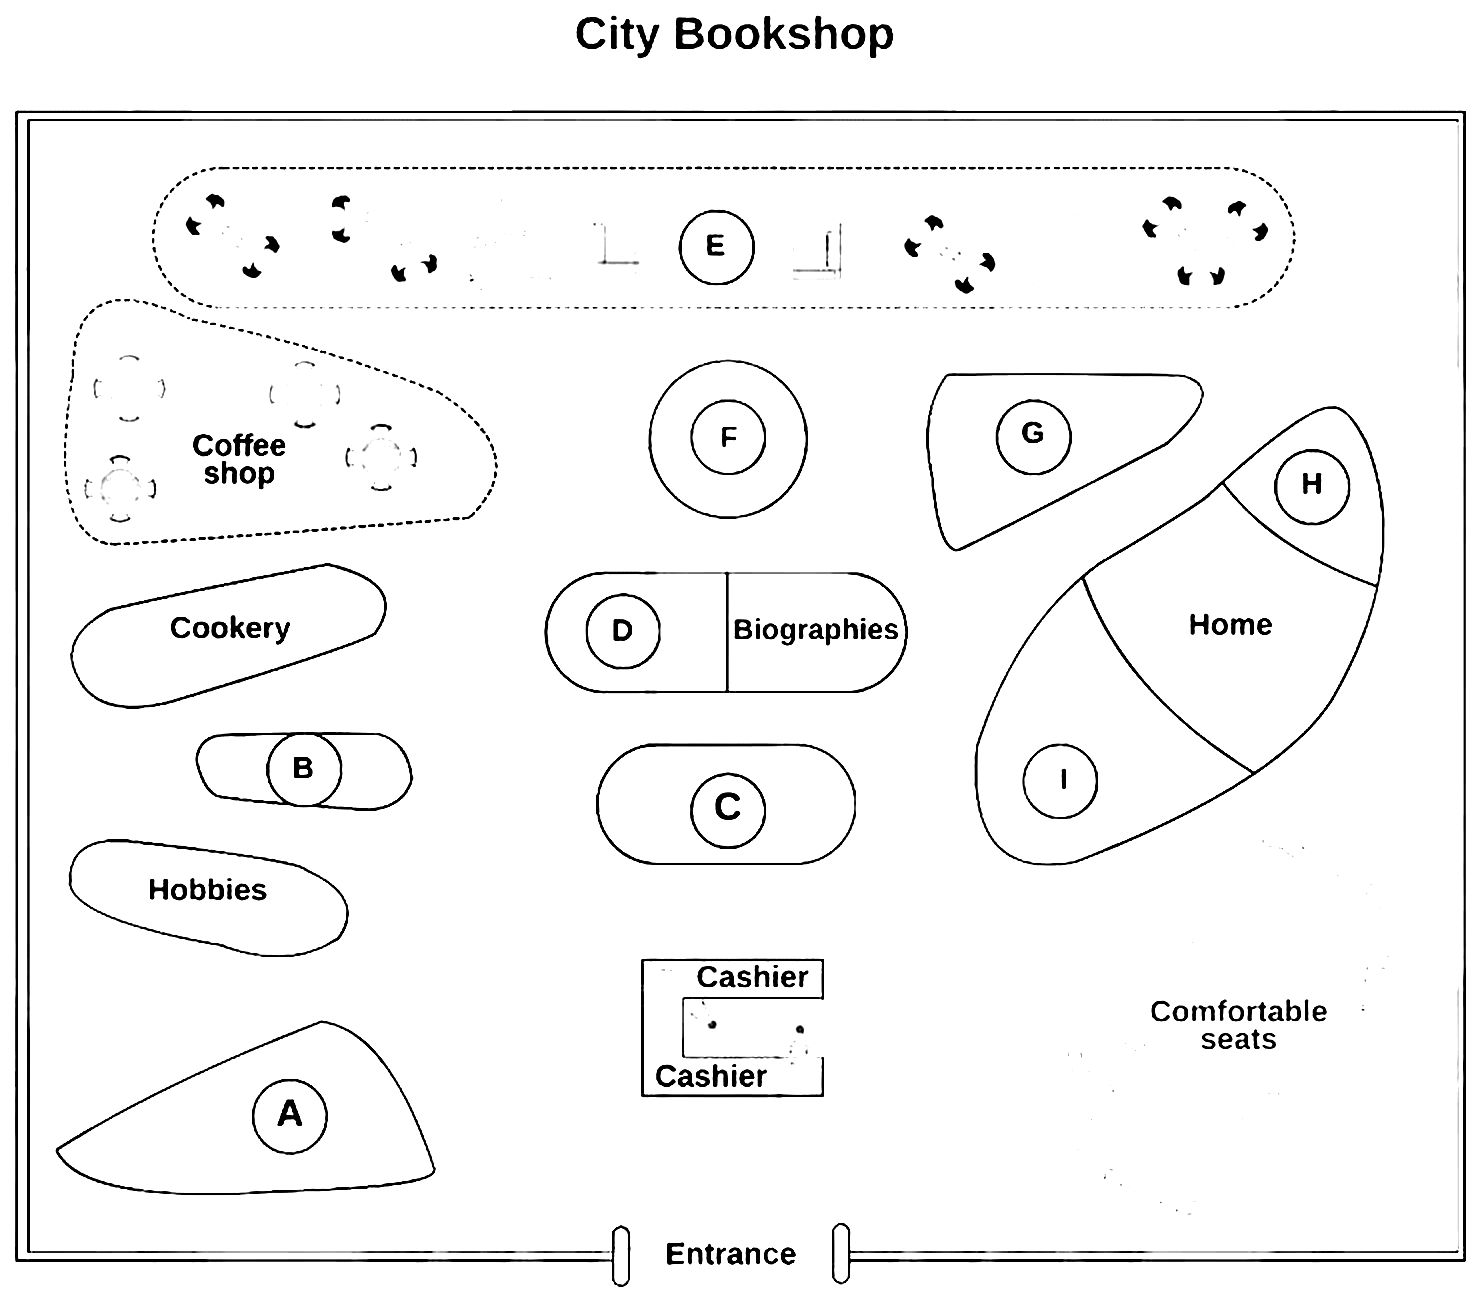 City Bookshop
E
Coffee
shop
F
G
H
Cookery
D
Biographies
Home
B
C
I
Hobbies
Cashier
Comfortable
seats
Cashier
A
Entrance